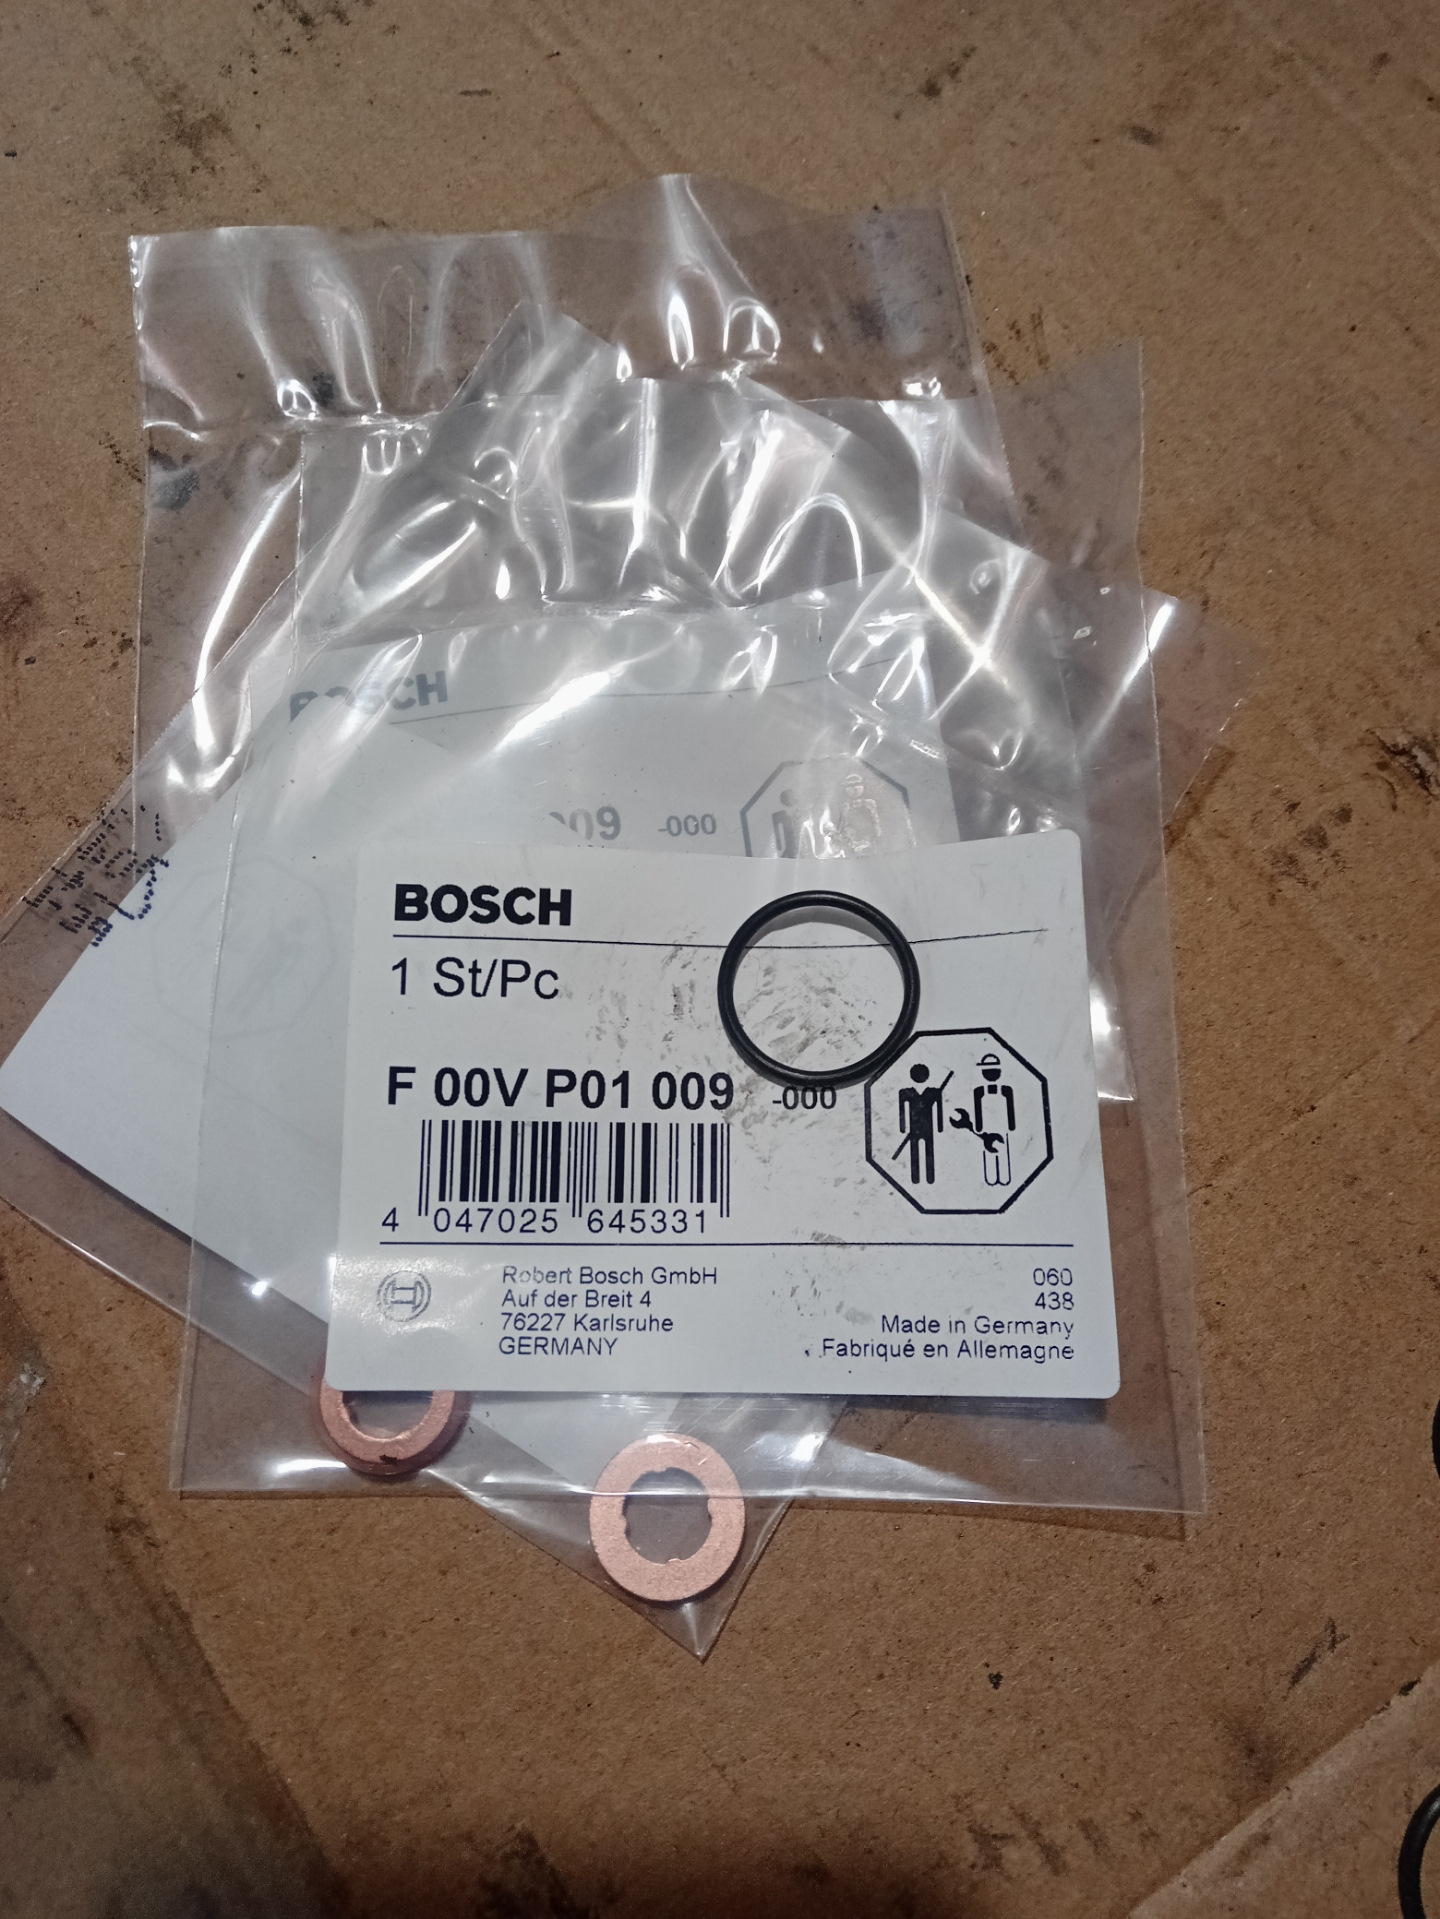 BOSCH
009 -000
BOSCH
1 St/Pc
F 00V P01 009 -000
4 047025 645331
Robert Bosch GmbH
Auf der Breit 4
76227 Karlsruhe
GERMANY
060
438
Made in Germany
Fabriqué en Allemagne